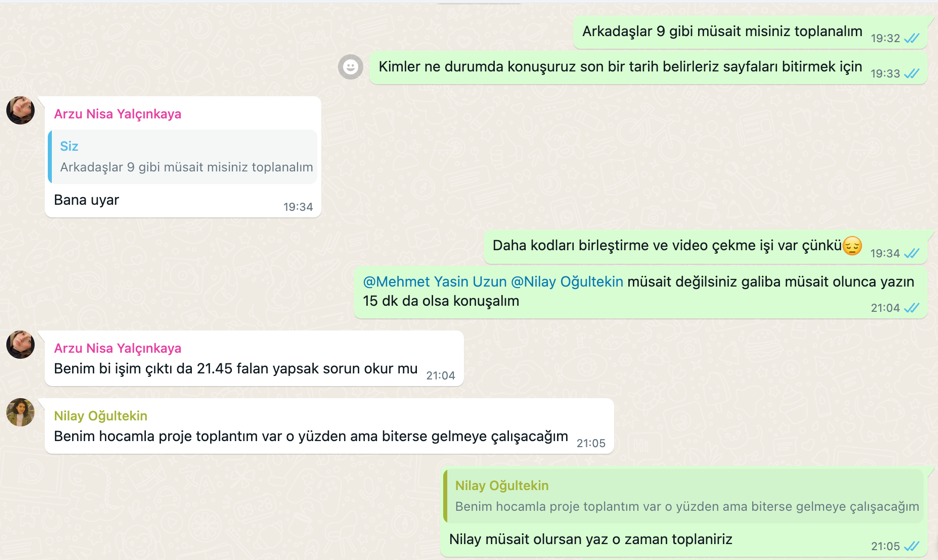 Arkadaşlar 9 gibi müsait misiniz toplanalım 19:32
Kimler ne durumda konuşuruz son bir tarih belirleriz sayfaları bitirmek için 19:33
Arzu Nisa Yalçınkaya
Siz
Arkadaşlar 9 gibi müsait misiniz toplanalım
Bana uyar 19:34
Daha kodları birleştirme ve video çekme işi var çünkü😔 19:34
@Mehmet Yasin Uzun @Nilay Oğultekin müsait değilsiniz galiba müsait olunca yazın
15 dk da olsa konuşalım 21:04
Arzu Nisa Yalçınkaya
Benim bi işim çıktı da 21.45 falan yapsak sorun okur mu 21:04
Nilay Oğultekin
Benim hocamla proje toplantım var o yüzden ama biterse gelmeye çalışacağım 21:05
Nilay Oğultekin
Benim hocamla proje toplantım var o yüzden ama biterse gelmeye çalışacağım
Nilay müsait olursan yaz o zaman toplaniriz 21:05